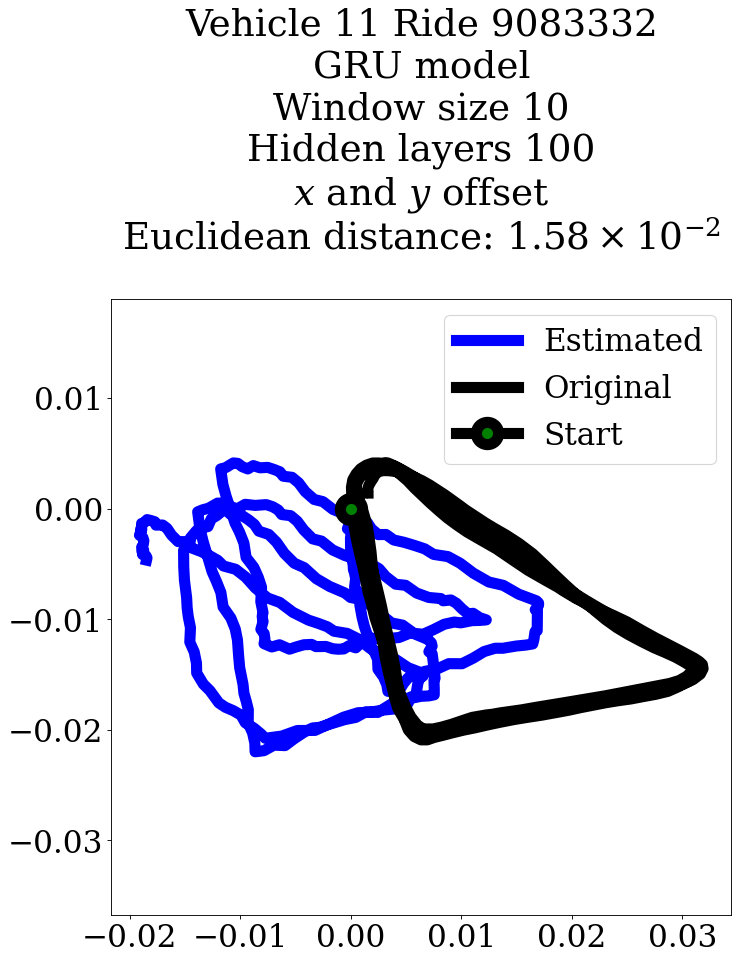 Vehicle 11 Ride 9083332
GRU model
Window size 10
Hidden layers 100
x and y offset
Euclidean distance: 1.58 × 10⁻²
Estimated
Original
Start
0.01
0.00
−0.01
−0.02
−0.03
−0.02 −0.01 0.00 0.01 0.02 0.03